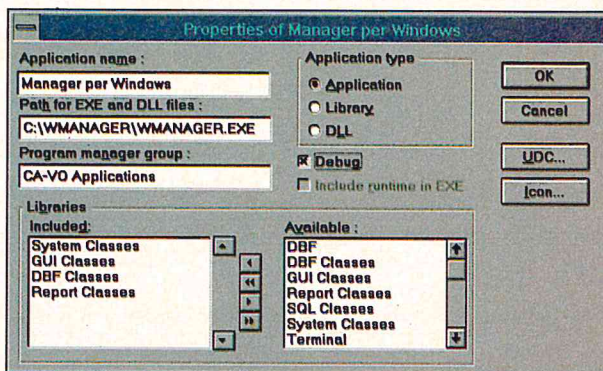 Properties of Manager per Windows
Application name :
Manager per Windows
Path for EXE and DLL files :
C:\WMANAGER\WMANAGER.EXE
Program manager group :
CA-VO Applications
Application type
Application
Library
DLL
Debug
Include runtime in EXE
OK
Cancel
UDC...
Icon...
Libraries
Included:
System Classes
GUI Classes
DBF Classes
Report Classes
Available :
DBF
DBF Classes
GUI Classes
Report Classes
SQL Classes
System Classes
Terminal